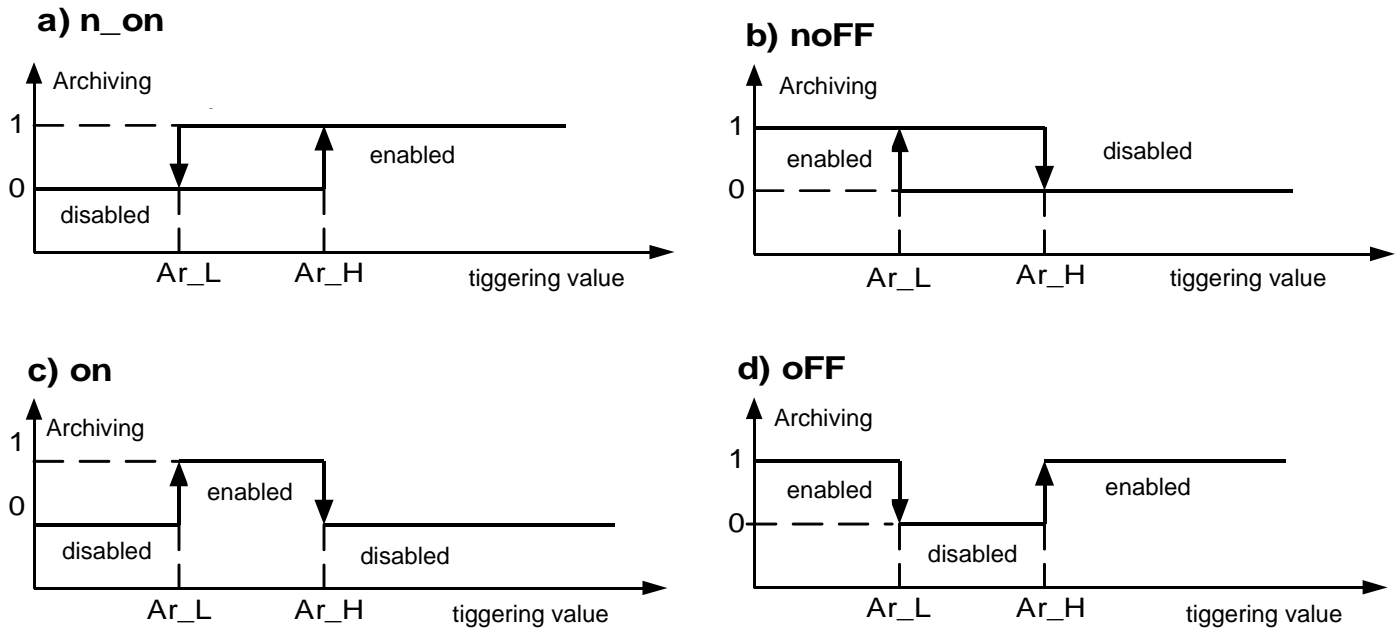 a) n_on
Archiving
1
enabled
0
disabled
Ar_L
Ar_H
tiggering value
b) noFF
Archiving
1
enabled
disabled
0
Ar_L
Ar_H
tiggering value
c) on
Archiving
1
enabled
0
disabled
disabled
Ar_L
Ar_H
tiggering value
d) oFF
Archiving
1
enabled
enabled
0
disabled
Ar_L
Ar_H
tiggering value